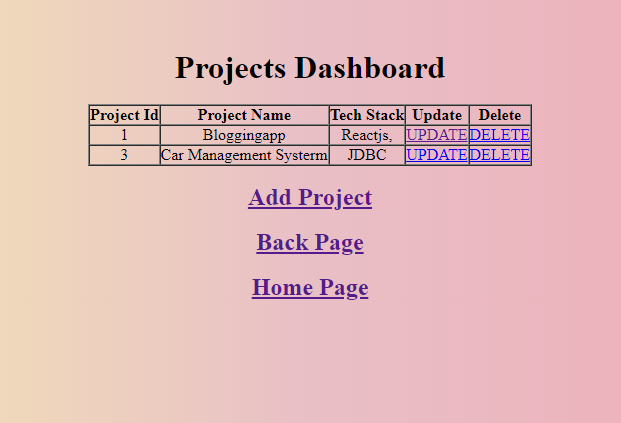 Projects Dashboard
Project Id Project Name Tech Stack Update Delete
1 Bloggingapp Reactjs, UPDATE DELETE
3 Car Management Systerm JDBC UPDATE DELETE
Add Project
Back Page
Home Page